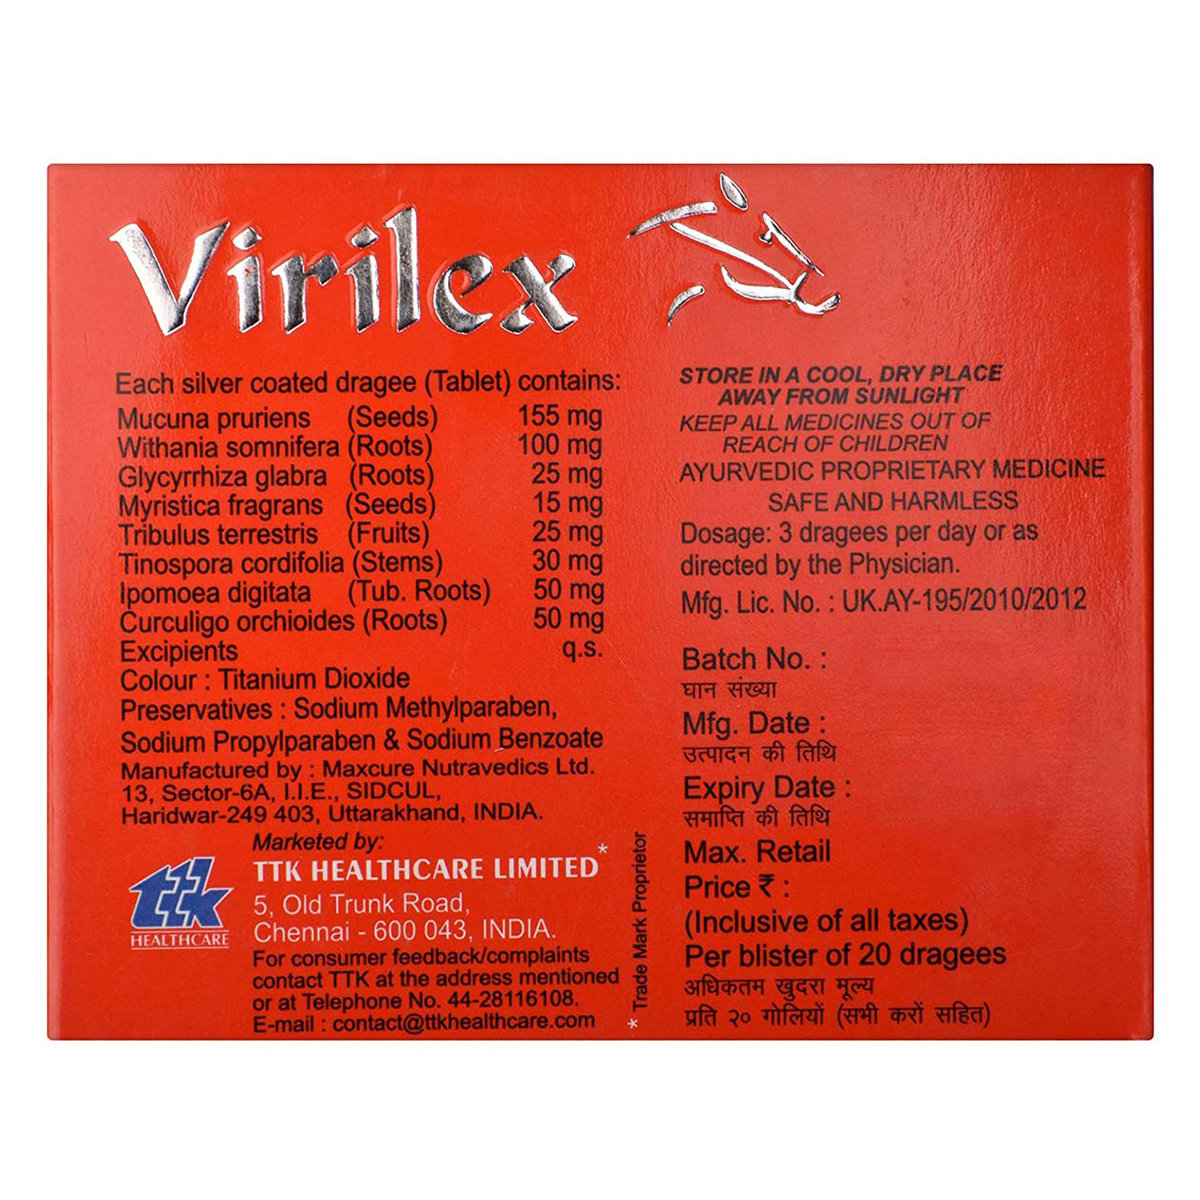 Virilex
Each silver coated dragee (Tablet) contains:
Mucuna pruriens (Seeds) 155 mg
Withania somnifera (Roots) 100 mg
Glycyrrhiza glabra (Roots) 25 mg
Myristica fragrans (Seeds) 15 mg
Tribulus terrestris (Fruits) 25 mg
Tinospora cordifolia (Stems) 30 mg
Ipomoea digitata (Tub. Roots) 50 mg
Curculigo orchioides (Roots) 50 mg
Excipients q.s.
Colour : Titanium Dioxide
Preservatives : Sodium Methylparaben,
Sodium Propylparaben & Sodium Benzoate
Manufactured by : Maxcure Nutravedics Ltd.
13, Sector-6A, I.I.E., SIDCUL,
Haridwar-249 403, Uttarakhand, INDIA.
Marketed by:
TTK HEALTHCARE LIMITED*
5, Old Trunk Road,
Chennai - 600 043, INDIA.
For consumer feedback/complaints
contact TTK at the address mentioned
or at Telephone No. 44-28116108.
E-mail : contact@ttkhealthcare.com
ttk
HEALTHCARE
* Trade Mark Proprietor
STORE IN A COOL, DRY PLACE
AWAY FROM SUNLIGHT
KEEP ALL MEDICINES OUT OF
REACH OF CHILDREN
AYURVEDIC PROPRIETARY MEDICINE
SAFE AND HARMLESS
Dosage: 3 dragees per day or as
directed by the Physician.
Mfg. Lic. No. : UK.AY-195/2010/2012
Batch No. :
घान संख्या
Mfg. Date :
उत्पादन की तिथि
Expiry Date :
समाप्ति की तिथि
Max. Retail
Price ₹ :
(Inclusive of all taxes)
Per blister of 20 dragees
अधिकतम खुदरा मूल्य
प्रति २० गोलियों (सभी करों सहित)